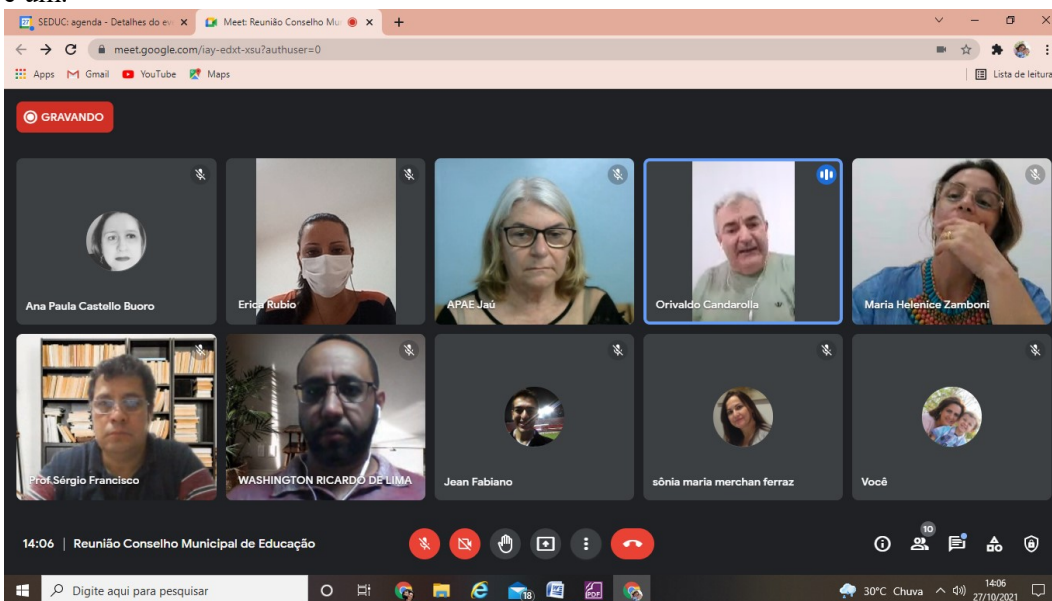 e um.
SEDUC: agenda - Detalhes do ev
Meet: Reunião Conselho Mu
meet.google.com/iay-edxt-xsu?authuser=0
Apps Gmail YouTube Maps
Lista de leitura
GRAVANDO
Ana Paula Castello Buoro
Erica Rubio
APAE Jaú
Orivaldo Candarolla
Maria Helenice Zamboni
Prof Sérgio Francisco
WASHINGTON RICARDO DE LIMA
Jean Fabiano
sônia maria merchan ferraz
Você
14:06 | Reunião Conselho Municipal de Educação
10
Digite aqui para pesquisar
18
PDF
30°C Chuva
14:06
27/10/2021